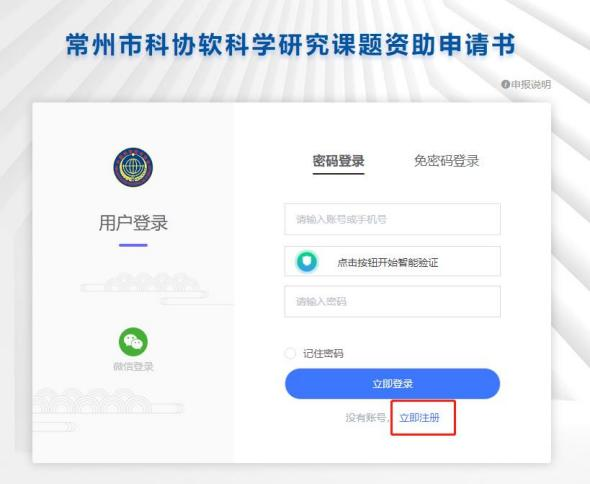 常州市科协软科学研究课题资助申请书
申报说明
用户登录
微信登录
密码登录 免密码登录
请输入账号或手机号
点击按钮开始智能验证
请输入密码
记住密码
立即登录
没有账号，立即注册